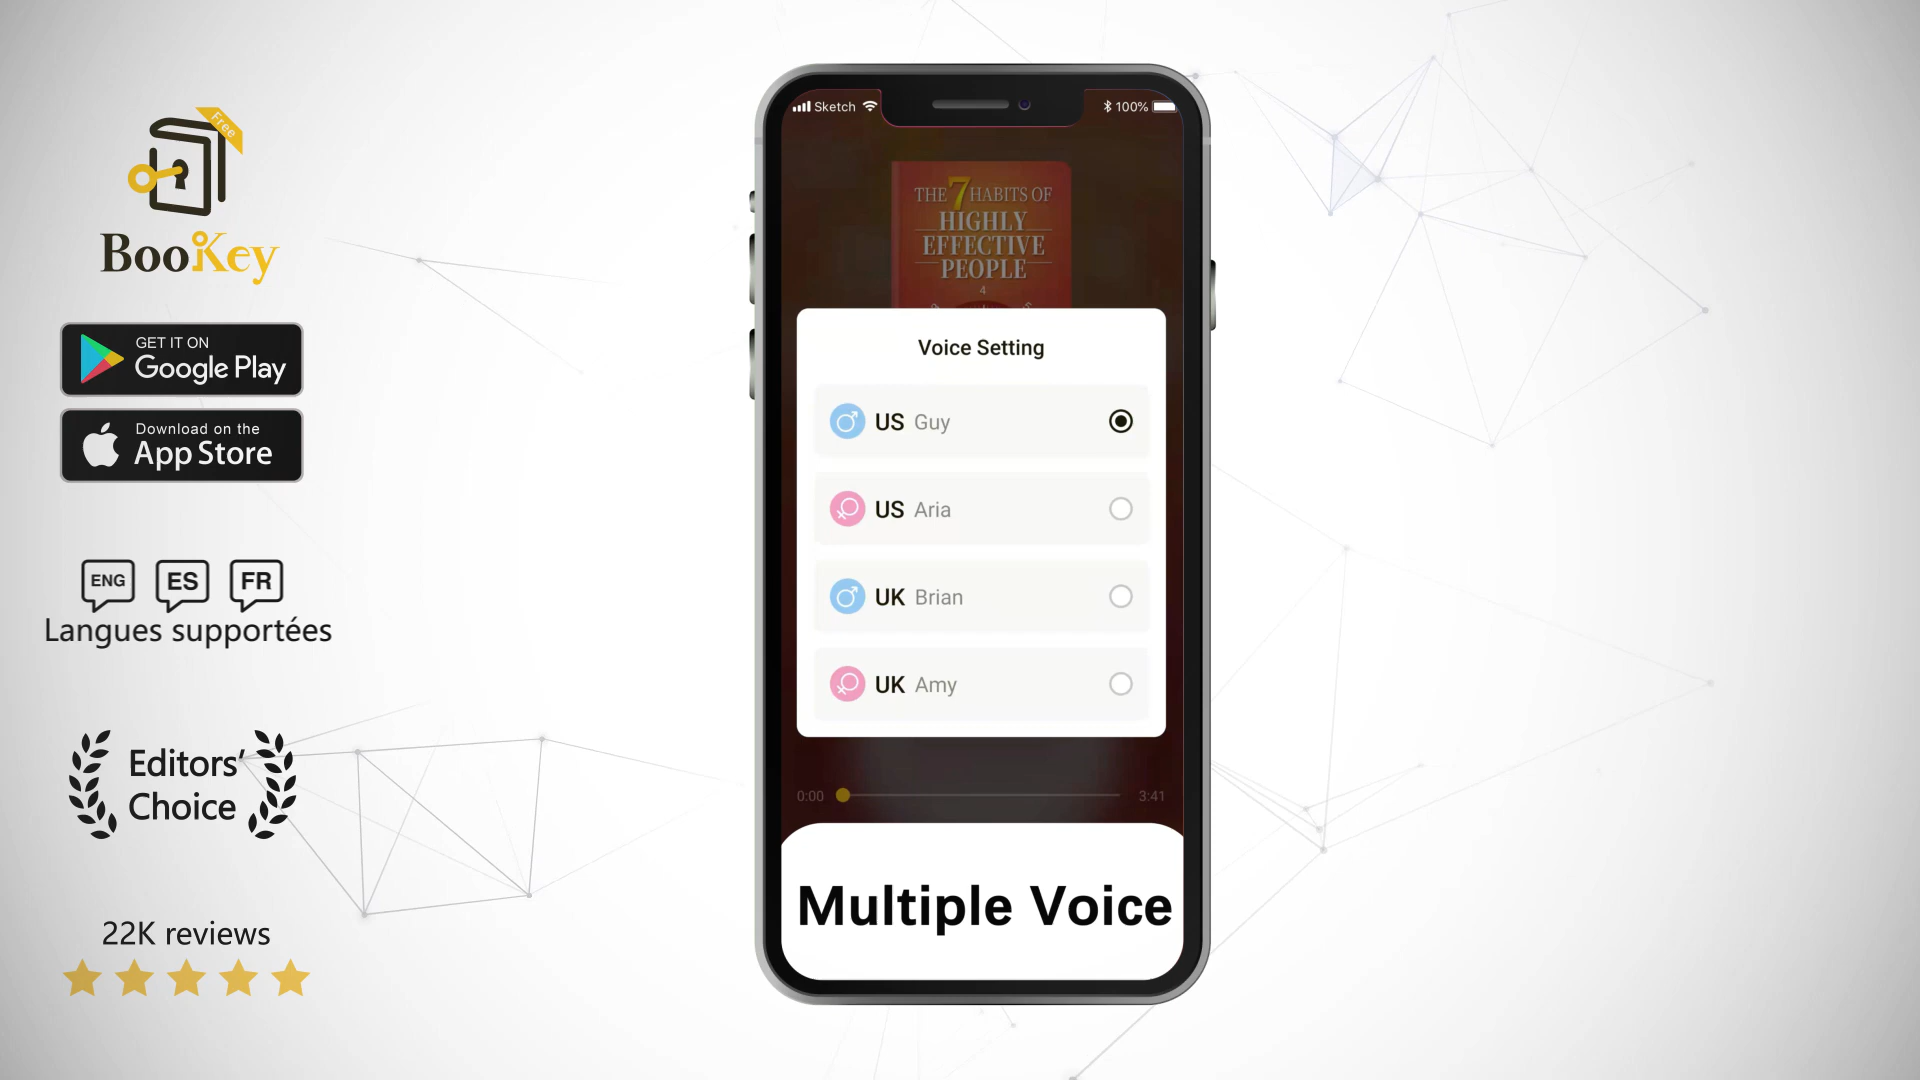 Free
BooKey
GET IT ON
Google Play
Download on the
App Store
ENG ES FR
Langues supportées
Editors'
Choice
22K reviews
Sketch
100%
THE 7 HABITS OF
HIGHLY
EFFECTIVE
PEOPLE
4
Voice Setting
US Guy
US Aria
UK Brian
UK Amy
0:00
3:41
Multiple Voice